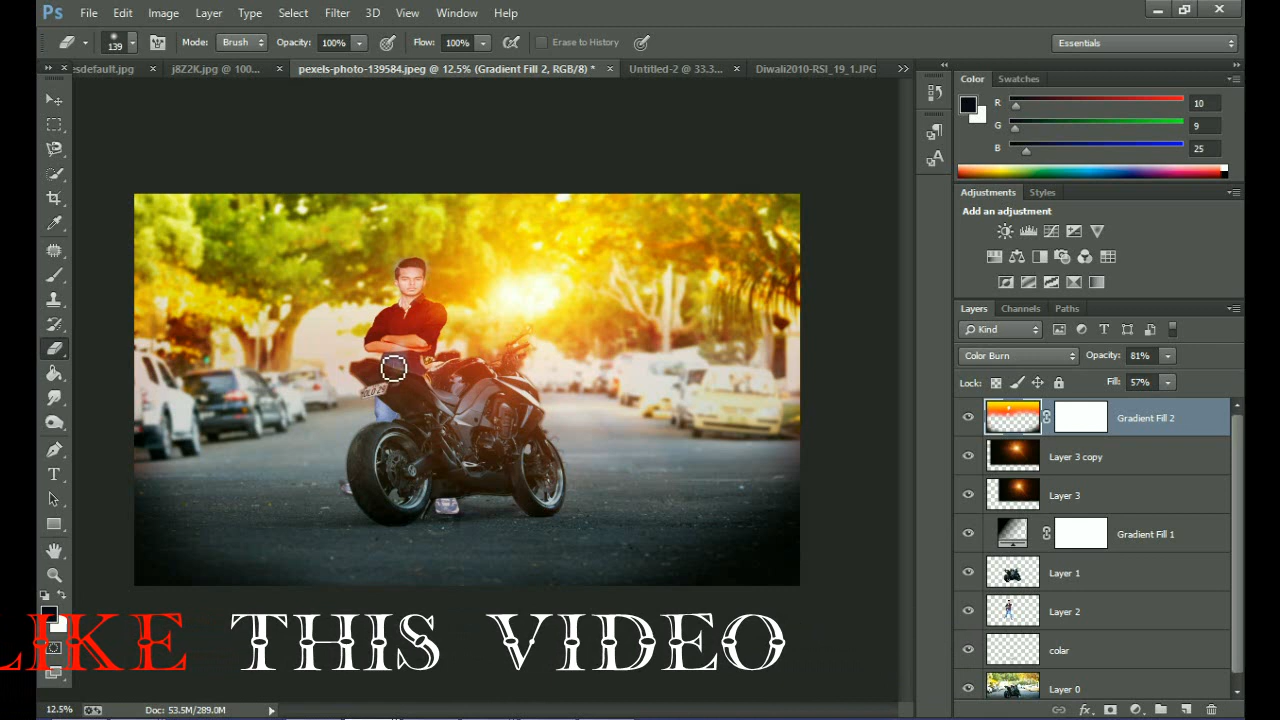 Ps File Edit Image Layer Type Select Filter 3D View Window Help
139 Mode: Brush Opacity: 100% Flow: 100% Erase to History Essentials
esdefault.jpg × j8Z2K.jpg @ 100... × pexels-photo-139584.jpeg @ 12.5% (Gradient Fill 2, RGB/8) * × Untitled-2 @ 33.3... × Diwali2010-RSI_19_1.JPG
Color Swatches
R 10
G 9
B 25
Adjustments Styles
Add an adjustment
Layers Channels Paths
Kind
Color Burn Opacity: 81%
Lock: Fill: 57%
Gradient Fill 2
Layer 3 copy
Layer 3
Gradient Fill 1
Layer 1
Layer 2
colar
Layer 0
LIKE THIS VIDEO
12.5% Doc: 53.5M/289.0M